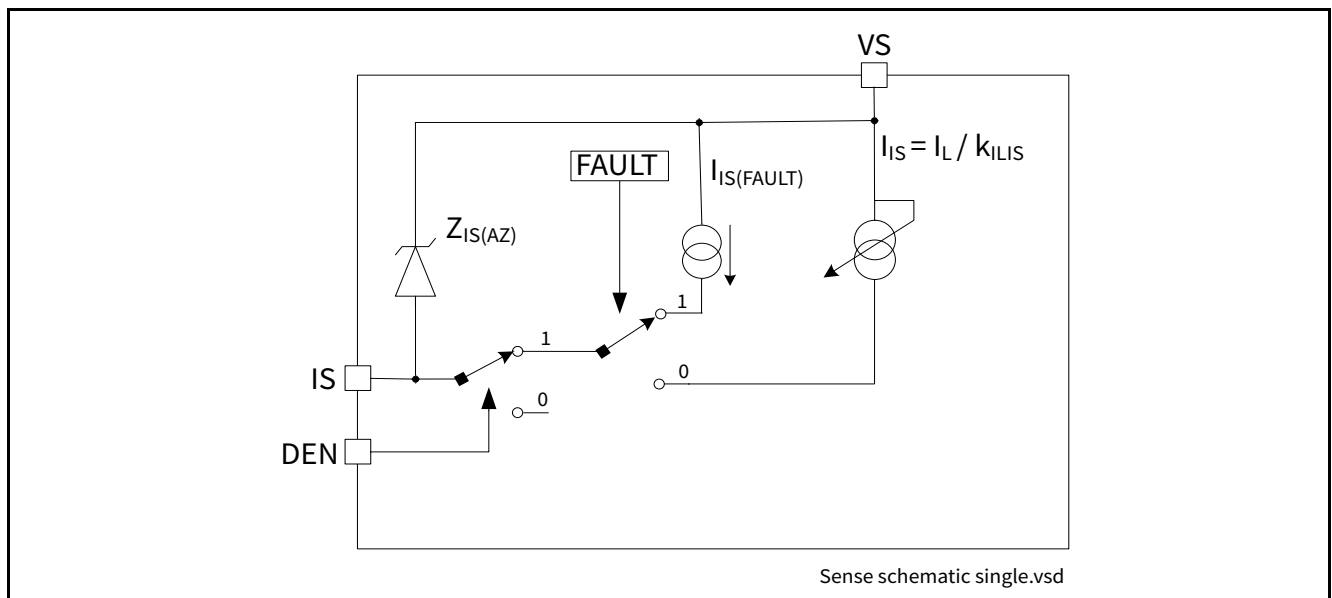 VS
I_IS = I_L / k_ILIS
FAULT
I_IS(FAULT)
Z_IS(AZ)
1
1
IS
0
0
DEN
Sense schematic single.vsd